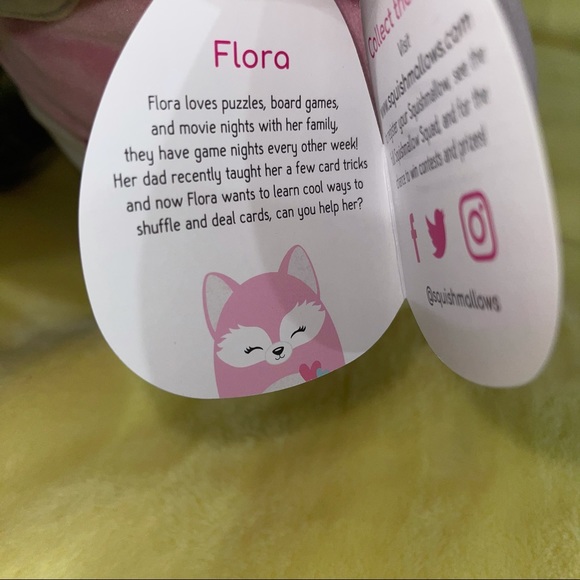 Flora
Flora loves puzzles, board games,
and movie nights with her family,
they have game nights every other week!
Her dad recently taught her a few card tricks
and now Flora wants to learn cool ways to
shuffle and deal cards, can you help her?
Collect the
Visit
www.squishmallows.com
your Squishmallow, see the
Squishmallow Squad, and for the
to win contests and prizes!
@squishmallows